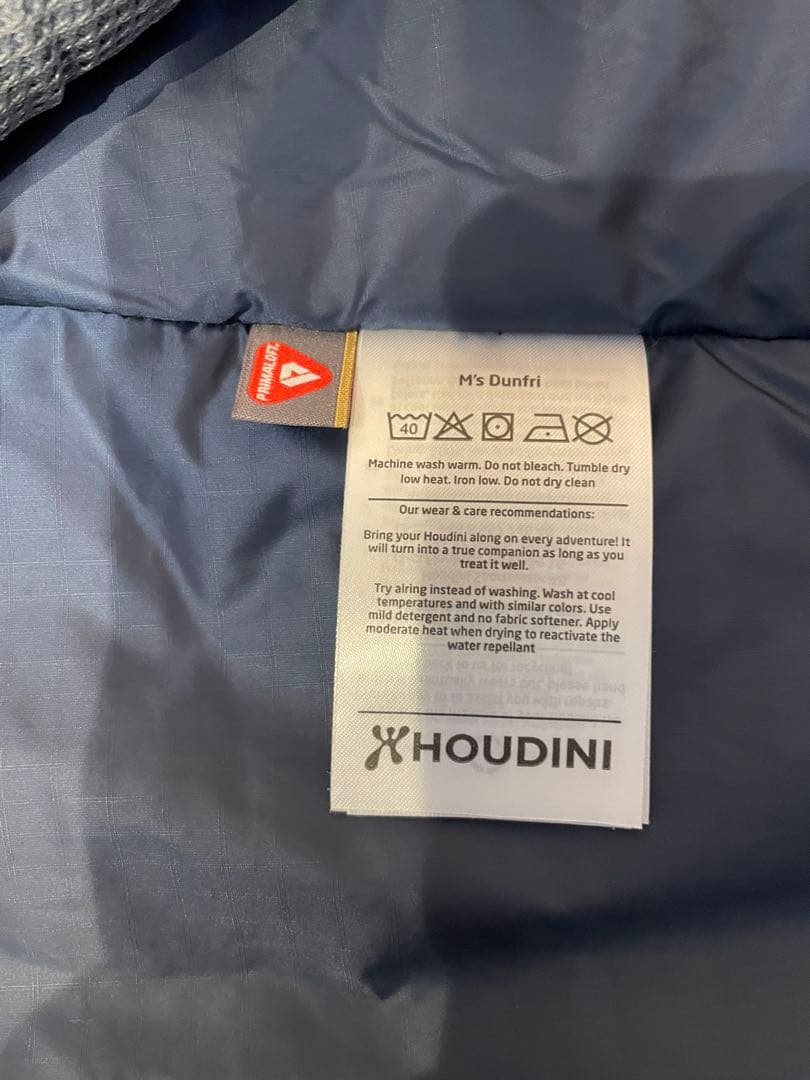 PRIMALOFT
M's Dunfri
40
Machine wash warm. Do not bleach. Tumble dry
low heat. Iron low. Do not dry clean
Our wear & care recommendations:
Bring your Houdini along on every adventure! It
will turn into a true companion as long as you
treat it well.
Try airing instead of washing. Wash at cool
temperatures and with similar colors. Use
mild detergent and no fabric softener. Apply
moderate heat when drying to reactivate the
water repellant
HOUDINI